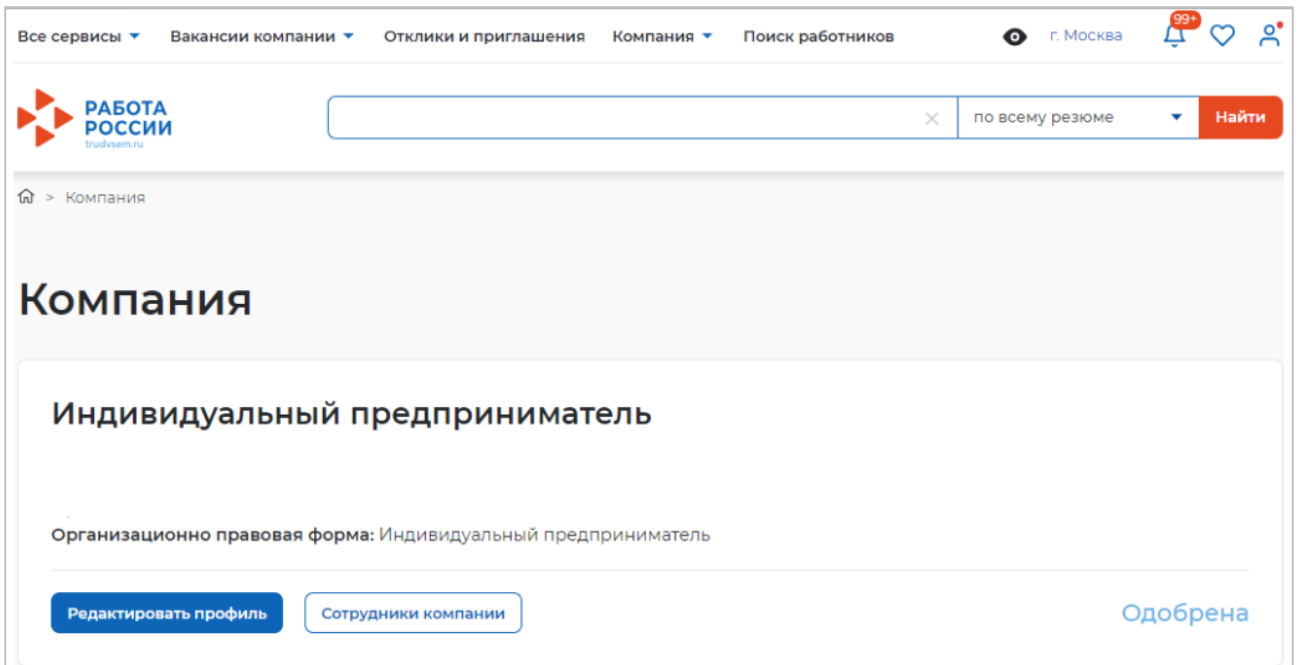 Все сервисы Вакансии компании Отклики и приглашения Компания Поиск работников г. Москва 99+
РАБОТА
РОССИИ
trudvsem.ru
по всему резюме Найти
> Компания
Компания
Индивидуальный предприниматель
Организационно правовая форма: Индивидуальный предприниматель
Редактировать профиль Сотрудники компании Одобрена